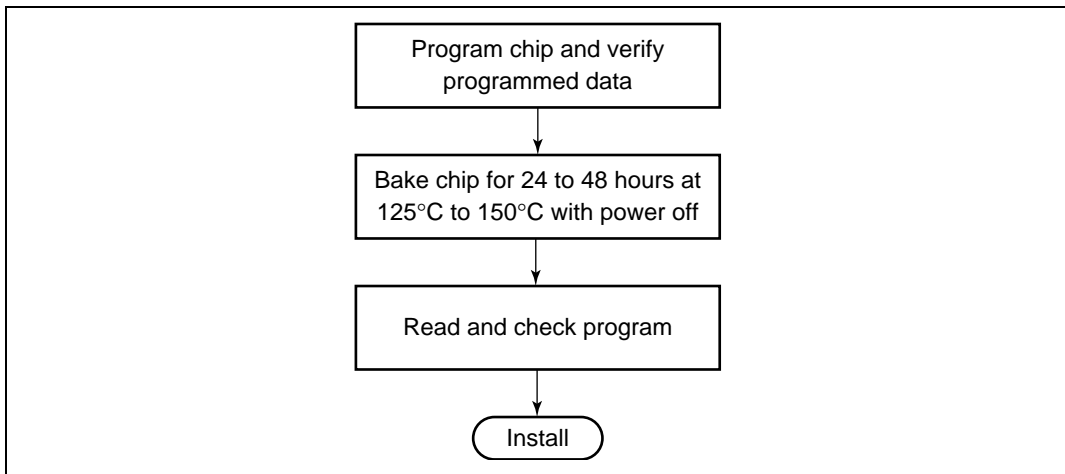 Program chip and verify
programmed data
Bake chip for 24 to 48 hours at
125°C to 150°C with power off
Read and check program
Install